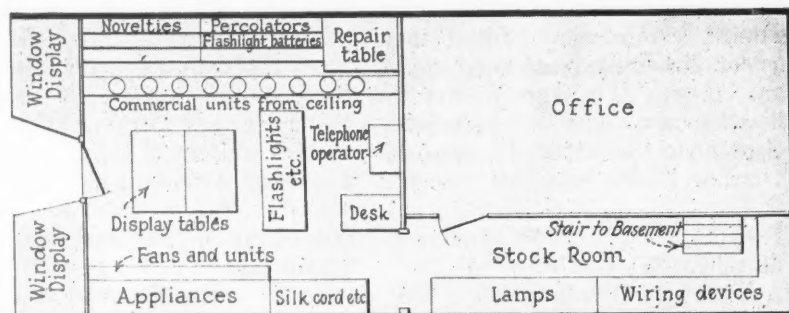 Novelties
Percolators
Flashlight batteries
Repair
table
Window
Display
Commercial units from ceiling
Office
Flashlights
etc.
Telephone
operator
Display tables
Desk
Window
Display
Fans and units
Stair to Basement
Stock Room
Appliances
Silk cord etc.
Lamps
Wiring devices